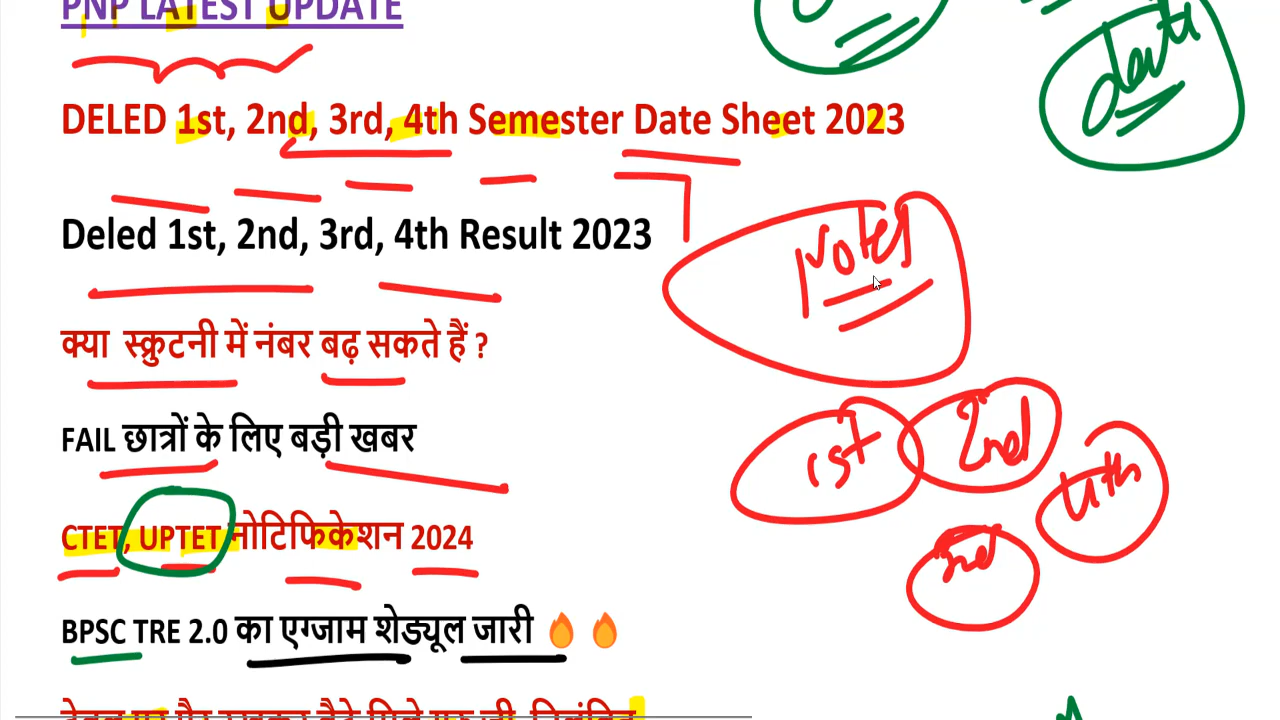 PNP LATEST UPDATE
DELED 1st, 2nd, 3rd, 4th Semester Date Sheet 2023
Deled 1st, 2nd, 3rd, 4th Result 2023
Notes
क्या स्क्रुटनी में नंबर बढ़ सकते हैं ?
FAIL छात्रों के लिए बड़ी खबर
1st 2nd
4th
CTET, UPTET नोटिफिकेशन 2024
BPSC TRE 2.0 का एग्जाम शेड्यूल जारी 🔥 🔥